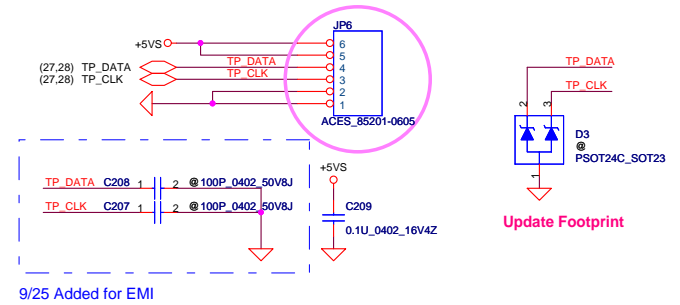 JP6
+5VS
6
5
(27,28) TP_DATA
TP_DATA
4
(27,28) TP_CLK
TP_CLK
3
2
1
ACES_85201-0605
TP_DATA
TP_CLK
2
3
D3
@
PSOT24C_SOT23
1
Update Footprint
TP_DATA C208 1 2 @100P_0402_50V8J
TP_CLK C207 1 2 @100P_0402_50V8J
+5VS
C209
0.1U_0402_16V4Z
9/25 Added for EMI